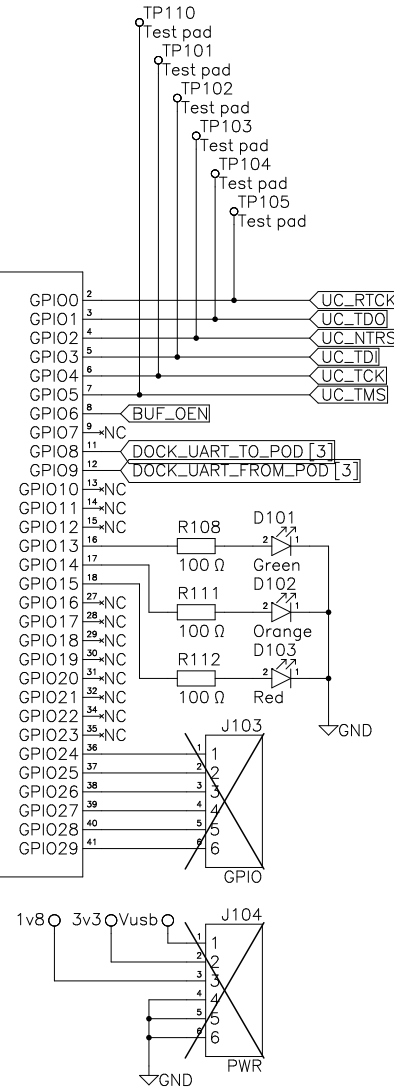 TP110
Test pad
TP101
Test pad
TP102
Test pad
TP103
Test pad
TP104
Test pad
TP105
Test pad
GPIO0 2 UC_RTCK
GPIO1 3 UC_TDO
GPIO2 4 UC_NTRS
GPIO3 5 UC_TDI
GPIO4 6 UC_TCK
GPIO5 7 UC_TMS
GPIO6 8 BUF_OEN
GPIO7 9 NC
GPIO8 11 DOCK_UART_TO_POD [3]
GPIO9 12 DOCK_UART_FROM_POD [3]
GPIO10 13 NC
GPIO11 14 NC
GPIO12 15 NC
GPIO13 16 R108 100 Ω D101 2 1 Green
GPIO14 17 R111 100 Ω D102 2 1 Orange
GPIO15 18 R112 100 Ω D103 2 1 Red
GPIO16 27 NC
GPIO17 28 NC
GPIO18 29 NC
GPIO19 30 NC
GPIO20 31 NC
GPIO21 32 NC
GPIO22 34 NC
GPIO23 35 NC
GND
J103
GPIO24 36 1 1
GPIO25 37 2 2
GPIO26 38 3 3
GPIO27 39 4 4
GPIO28 40 5 5
GPIO29 41 6 6
GPIO
1v8 3v3 Vusb J104
1 1
2 2
3 3
4 4
5 5
6 6
PWR
GND